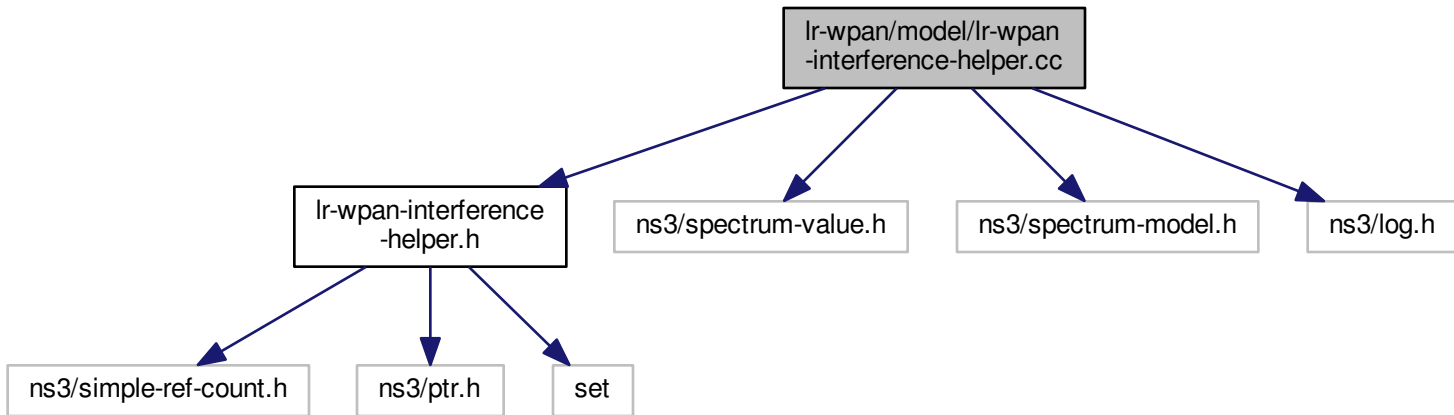 lr-wpan/model/lr-wpan
-interference-helper.cc
lr-wpan-interference
-helper.h
ns3/spectrum-value.h
ns3/spectrum-model.h
ns3/log.h
ns3/simple-ref-count.h
ns3/ptr.h
set